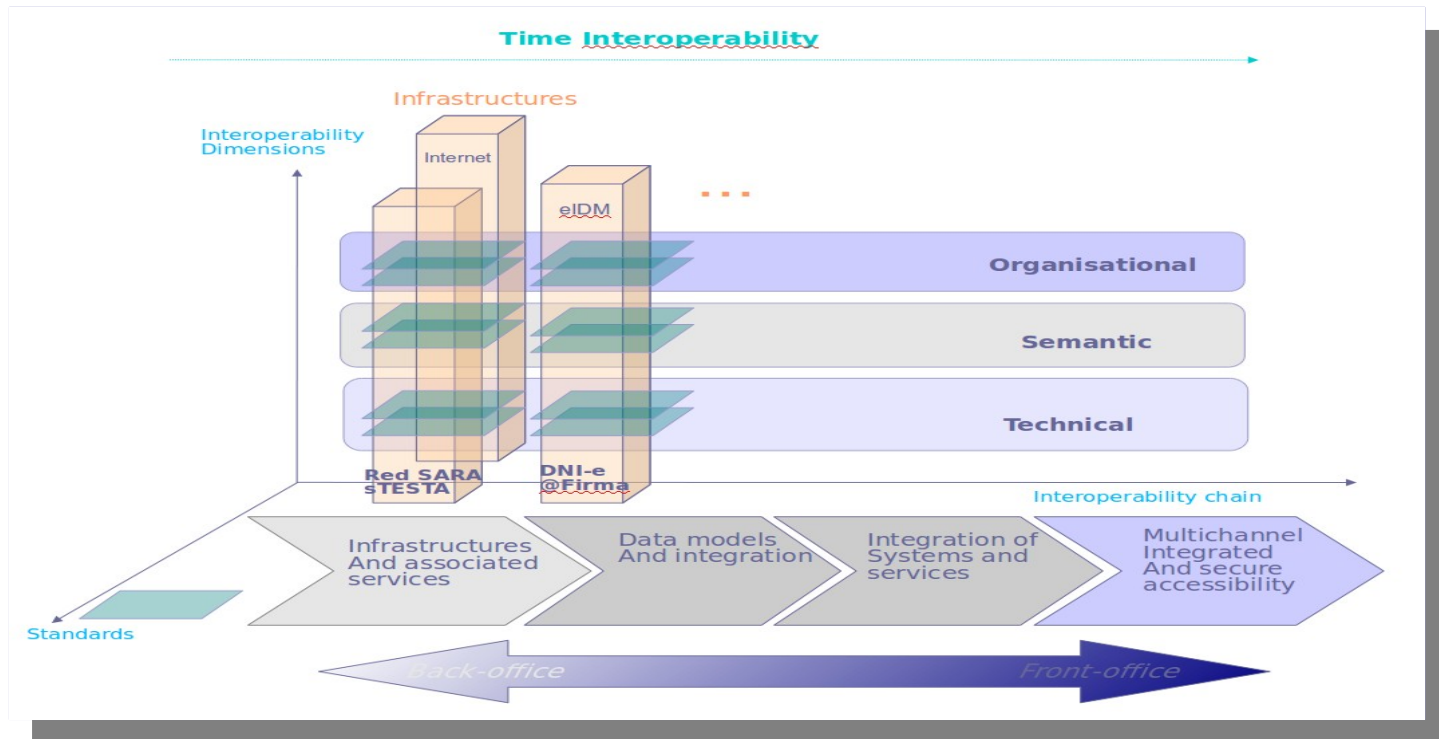 Time Interoperability
Infrastructures
Interoperability
Dimensions
Internet
eIDM
...
Organisational
Semantic
Technical
Red SARA
sTESTA
DNI-e
@Firma
Interoperability chain
Infrastructures
And associated
services
Data models
And integration
Integration of
Systems and
services
Multichannel
Integrated
And secure
accessibility
Standards
Back-office
Front-office